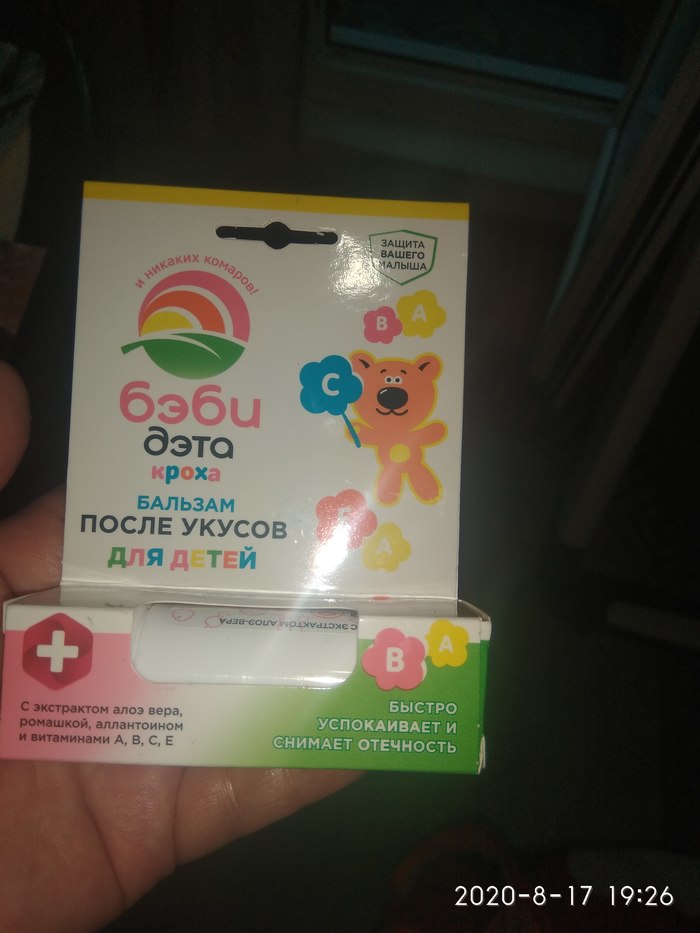 ЗАЩИТА
ВАШЕГО
МАЛЫША
И НИКАКИХ КОМАРОВ!
B A
C
бэби
дэта
кроха
БАЛЬЗАМ
ПОСЛЕ УКУСОВ
ДЛЯ ДЕТЕЙ
E
A
С ЭКСТРАКТОМ АЛОЭ-ВЕРА
B A
С экстрактом алоэ вера,
ромашкой, аллантоином
и витаминами А, В, С, Е
БЫСТРО
УСПОКАИВАЕТ И
СНИМАЕТ ОТЕЧНОСТЬ
2020-8-17 19:26